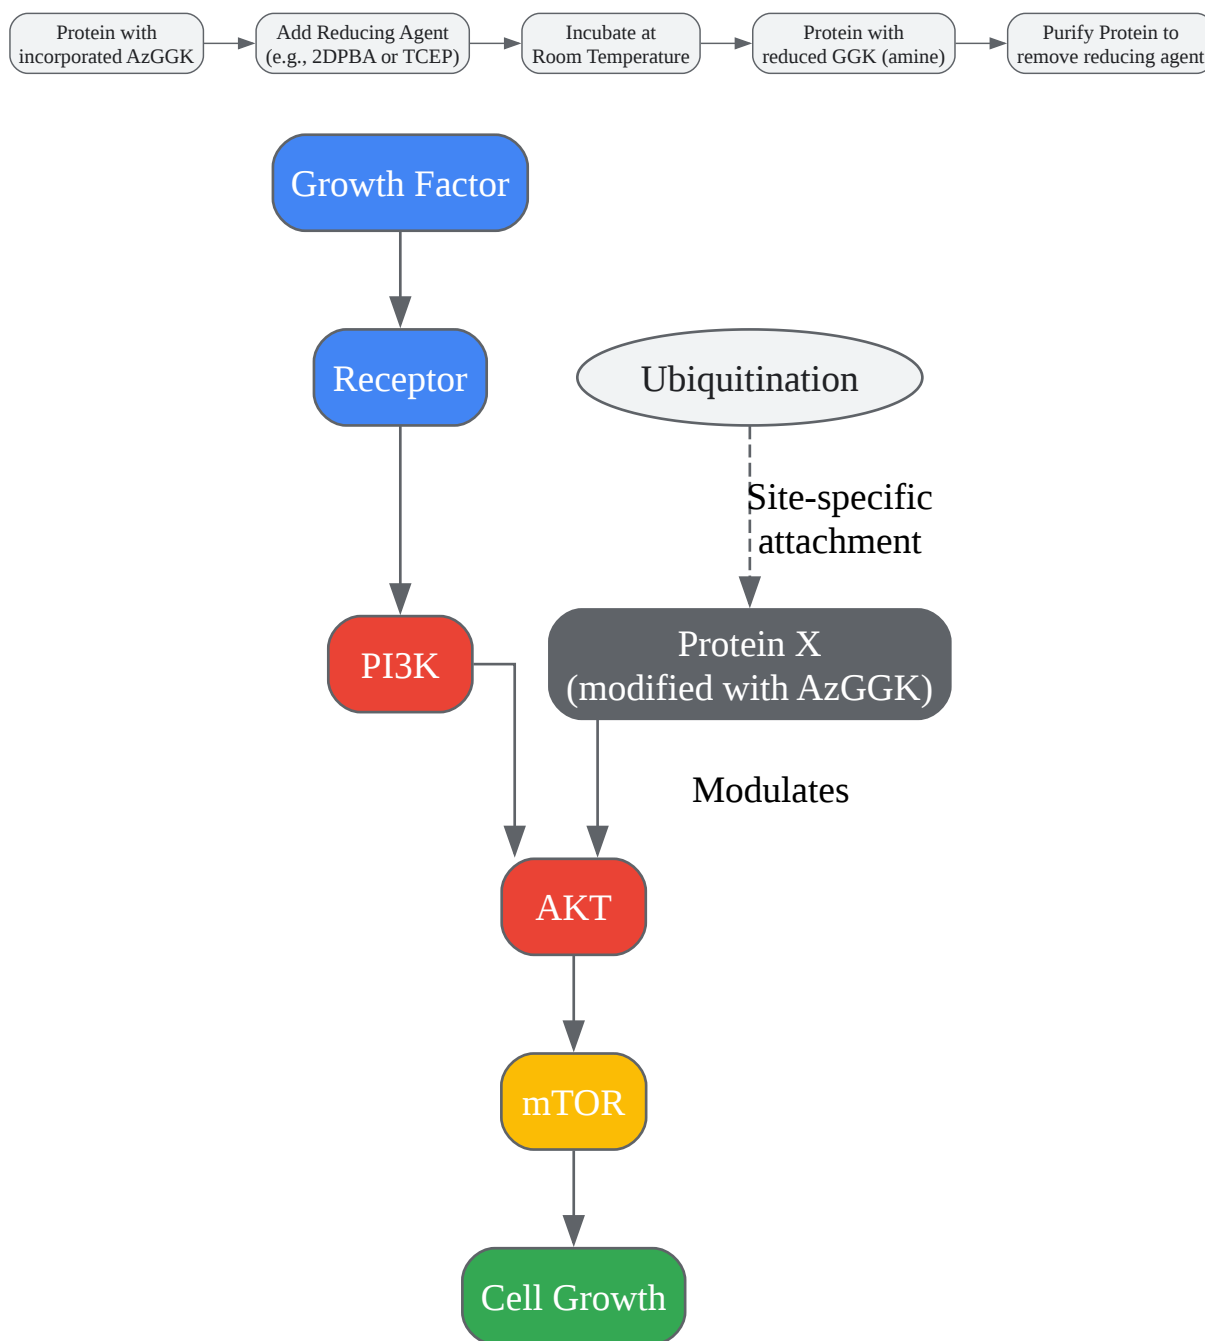 Protein with
incorporated AzGGK
Add Reducing Agent
(e.g., 2DPBA or TCEP)
Incubate at
Room Temperature
Protein with
reduced GGK (amine)
Purify Protein to
remove reducing agent
Growth Factor
Receptor
Ubiquitination
Site-specific
attachment
PI3K
Protein X
(modified with AzGGK)
Modulates
AKT
mTOR
Cell Growth